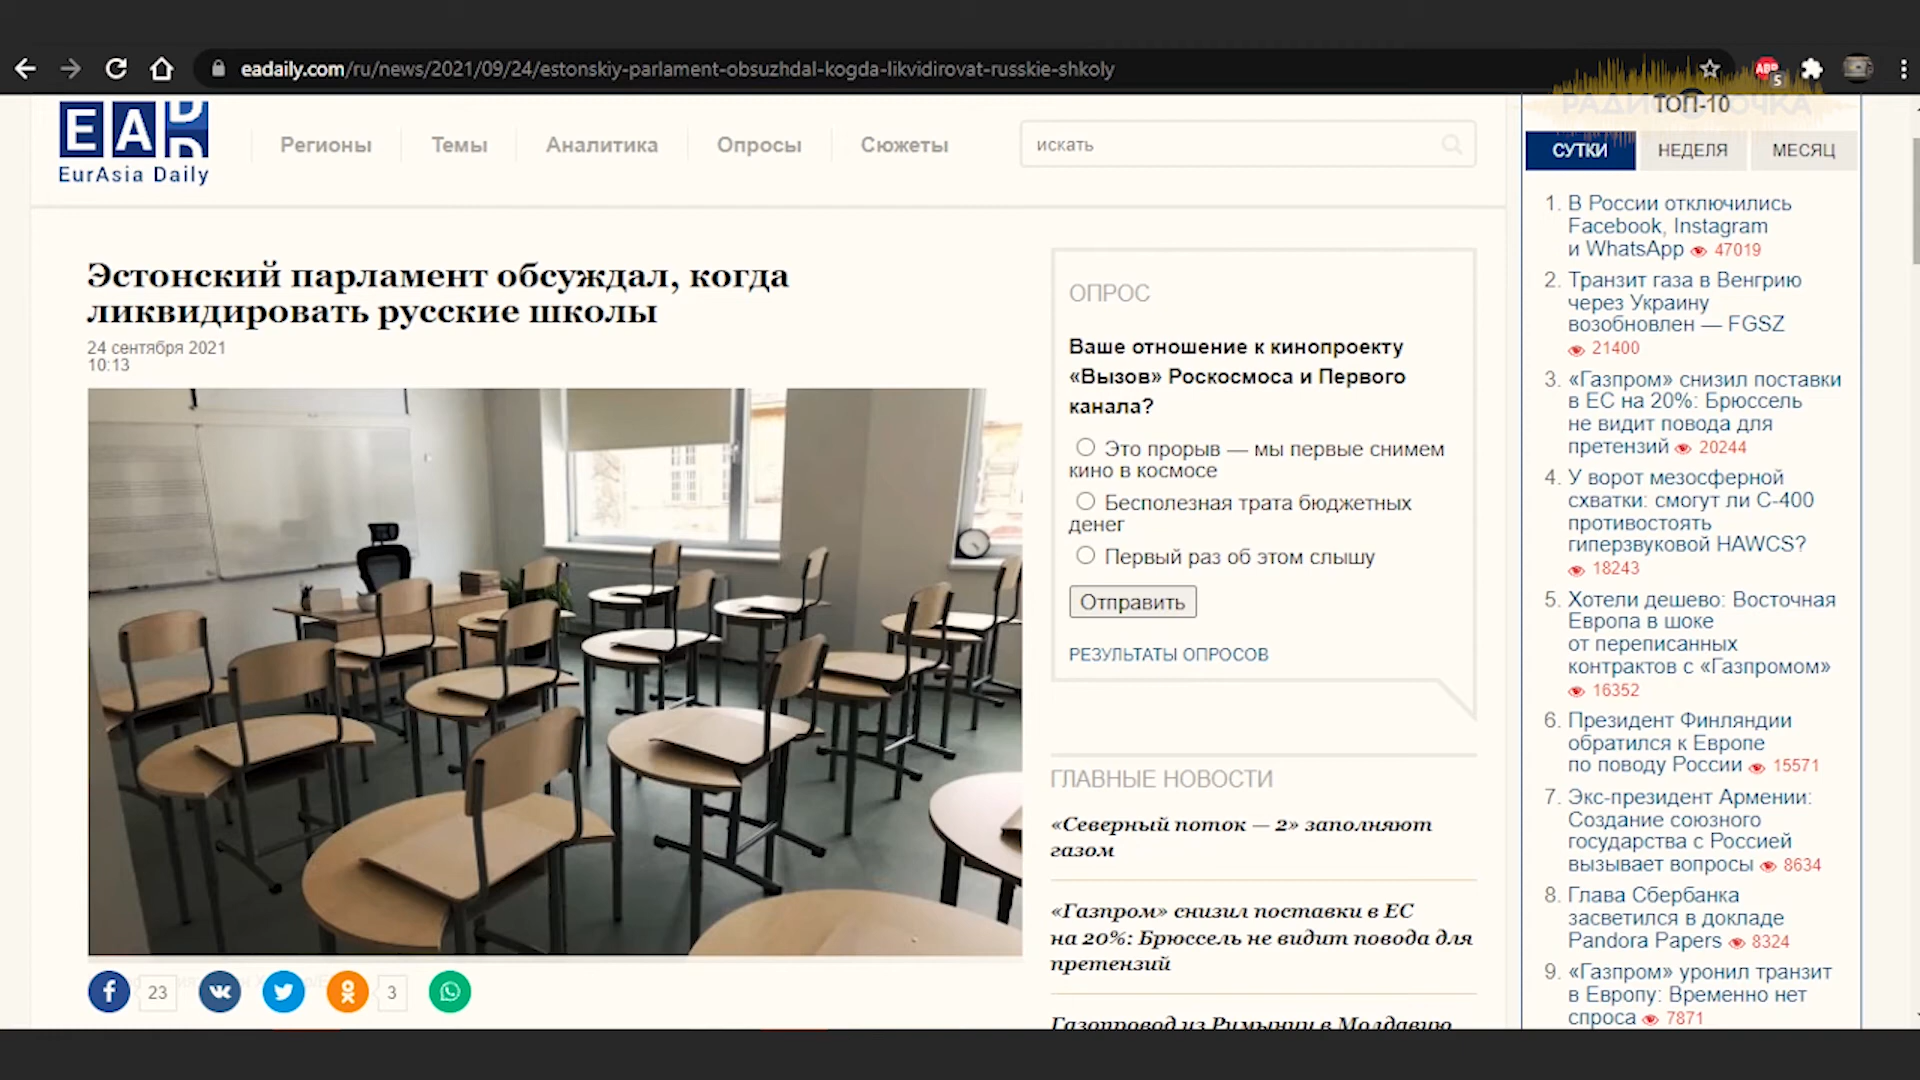 eadaily.com/ru/news/2021/09/24/estonskiy-parlament-obsuzhdal-kogda-likvidirovat-russkie-shkoly
ABP
5
EAD
EurAsia Daily
Регионы
Темы
Аналитика
Опросы
Сюжеты
искать
Эстонский парламент обсуждал, когда
ликвидировать русские школы
24 сентября 2021
10:13
23
3
ОПРОС
Ваше отношение к кинопроекту
«Вызов» Роскосмоса и Первого
канала?
Это прорыв — мы первые снимем
кино в космосе
Бесполезная трата бюджетных
денег
Первый раз об этом слышу
Отправить
РЕЗУЛЬТАТЫ ОПРОСОВ
ГЛАВНЫЕ НОВОСТИ
«Северный поток — 2» заполняют
газом
«Газпром» снизил поставки в ЕС
на 20%: Брюссель не видит повода для
претензий
Газопровод из Румынии в Молдавию
РАДИО ТОЧКА
ТОП-10
СУТКИ
НЕДЕЛЯ
МЕСЯЦ
1. В России отключились
Facebook, Instagram
и WhatsApp 47019
2. Транзит газа в Венгрию
через Украину
возобновлен — FGSZ
21400
3. «Газпром» снизил поставки
в ЕС на 20%: Брюссель
не видит повода для
претензий 20244
4. У ворот мезосферной
схватки: смогут ли С-400
противостоять
гиперзвуковой HAWCS?
18243
5. Хотели дешево: Восточная
Европа в шоке
от переписанных
контрактов с «Газпромом»
16352
6. Президент Финляндии
обратился к Европе
по поводу России 15571
7. Экс-президент Армении:
Создание союзного
государства с Россией
вызывает вопросы 8634
8. Глава Сбербанка
засветился в докладе
Pandora Papers 8324
9. «Газпром» уронил транзит
в Европу: Временно нет
спроса 7871